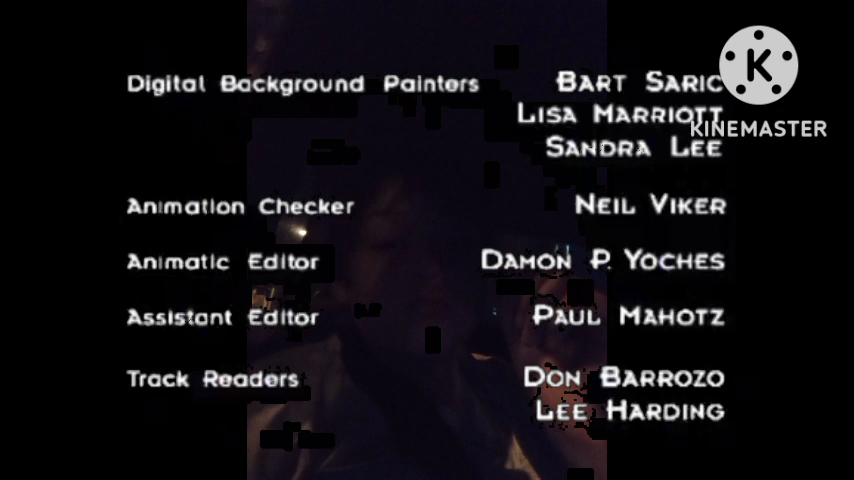 Digital Background Painters BART SARIC
LISA MARRIOTT
SANDRA LEE
KINEMASTER
Animation Checker NEIL VIKER
Animatic Editor DAMON P. YOCHES
Assistant Editor PAUL MAHOTZ
Track Readers DON BARROZO
LEE HARDING